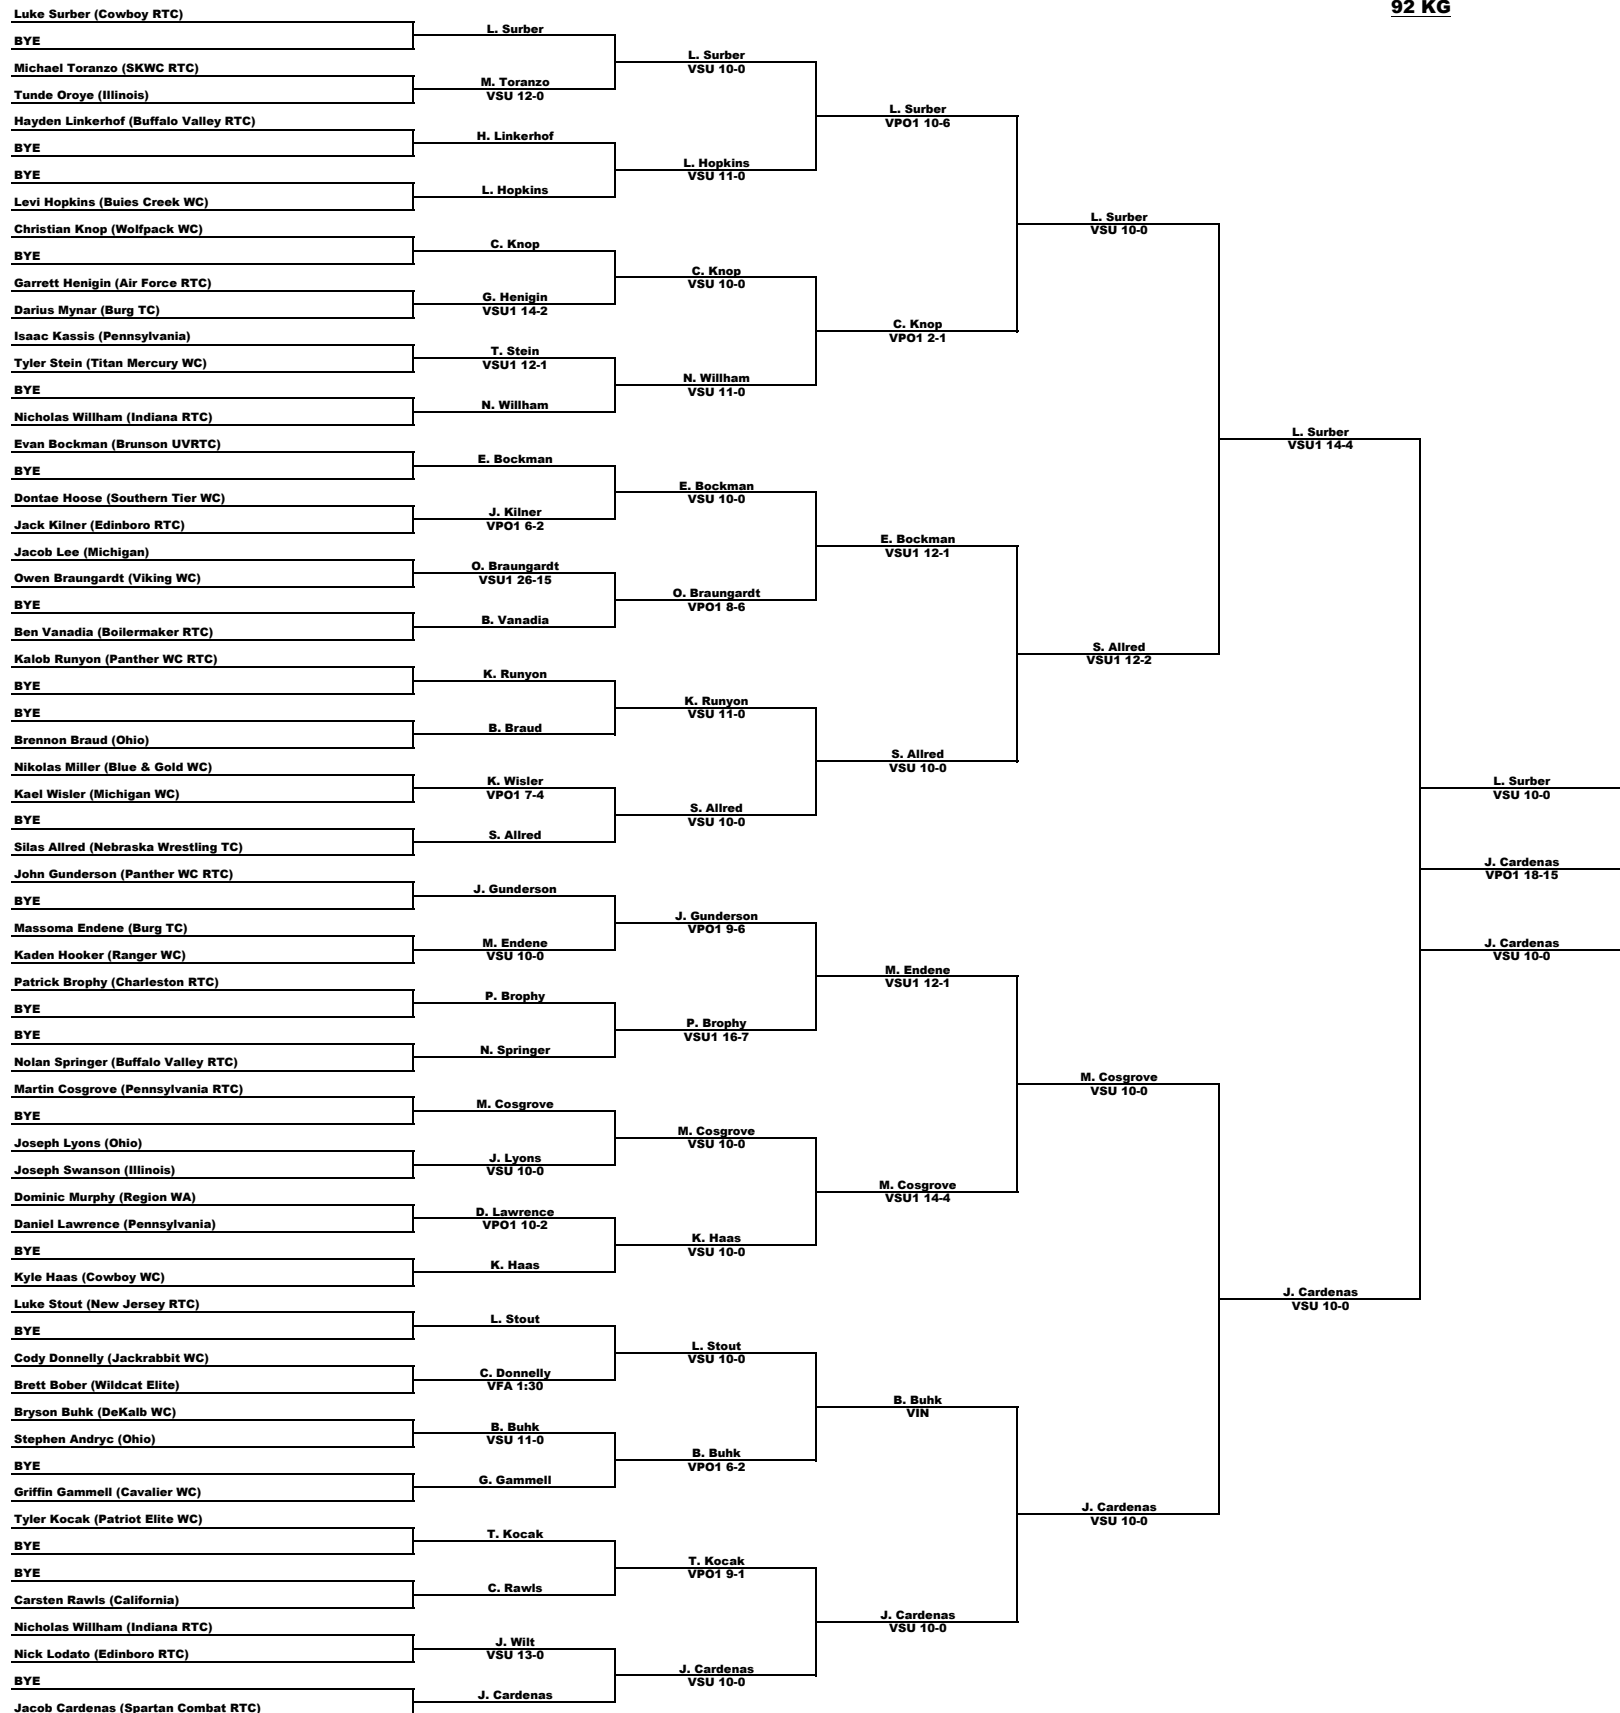 92 KG
Luke Surber (Cowboy RTC)
BYE
Michael Toranzo (SKWC RTC)
Tunde Oroye (Illinois)
Hayden Linkerhof (Buffalo Valley RTC)
BYE
BYE
Levi Hopkins (Buies Creek WC)
Christian Knop (Wolfpack WC)
BYE
Garrett Henigin (Air Force RTC)
Darius Mynar (Burg TC)
Isaac Kassis (Pennsylvania)
Tyler Stein (Titan Mercury WC)
BYE
Nicholas Willham (Indiana RTC)
Evan Bockman (Brunson UVRTC)
BYE
Dontae Hoose (Southern Tier WC)
Jack Kilner (Edinboro RTC)
Jacob Lee (Michigan)
Owen Braungardt (Viking WC)
BYE
Ben Vanadia (Boilermaker RTC)
Kalob Runyon (Panther WC RTC)
BYE
BYE
Brennon Braud (Ohio)
Nikolas Miller (Blue & Gold WC)
Kael Wisler (Michigan WC)
BYE
Silas Allred (Nebraska Wrestling TC)
John Gunderson (Panther WC RTC)
BYE
Massoma Endene (Burg TC)
Kaden Hooker (Ranger WC)
Patrick Brophy (Charleston RTC)
BYE
BYE
Nolan Springer (Buffalo Valley RTC)
Martin Cosgrove (Pennsylvania RTC)
BYE
Joseph Lyons (Ohio)
Joseph Swanson (Illinois)
Dominic Murphy (Region WA)
Daniel Lawrence (Pennsylvania)
BYE
Kyle Haas (Cowboy WC)
Luke Stout (New Jersey RTC)
BYE
Cody Donnelly (Jackrabbit WC)
Brett Bober (Wildcat Elite)
Bryson Buhk (DeKalb WC)
Stephen Andryc (Ohio)
BYE
Griffin Gammell (Cavalier WC)
Tyler Kocak (Patriot Elite WC)
BYE
BYE
Carsten Rawls (California)
Nicholas Willham (Indiana RTC)
Nick Lodato (Edinboro RTC)
BYE
Jacob Cardenas (Spartan Combat RTC)
L. Surber
M. Toranzo
VSU 12-0
H. Linkerhof
L. Hopkins
C. Knop
G. Henigin
VSU1 14-2
T. Stein
VSU1 12-1
N. Willham
E. Bockman
J. Kilner
VPO1 6-2
O. Braungardt
VSU1 26-15
B. Vanadia
K. Runyon
B. Braud
K. Wisler
VPO1 7-4
S. Allred
J. Gunderson
M. Endene
VSU 10-0
P. Brophy
N. Springer
M. Cosgrove
J. Lyons
VSU 10-0
D. Lawrence
VPO1 10-2
K. Haas
L. Stout
C. Donnelly
VFA 1:30
B. Buhk
VSU 11-0
G. Gammell
T. Kocak
C. Rawls
J. Wilt
VSU 13-0
J. Cardenas
L. Surber
VSU 10-0
L. Hopkins
VSU 11-0
C. Knop
VSU 10-0
N. Willham
VSU 11-0
E. Bockman
VSU 10-0
O. Braungardt
VPO1 8-6
K. Runyon
VSU 11-0
S. Allred
VSU 10-0
J. Gunderson
VPO1 9-6
P. Brophy
VSU1 16-7
M. Cosgrove
VSU 10-0
K. Haas
VSU 10-0
L. Stout
VSU 10-0
B. Buhk
VPO1 6-2
T. Kocak
VPO1 9-1
J. Cardenas
VSU 10-0
L. Surber
VPO1 10-6
C. Knop
VPO1 2-1
E. Bockman
VSU1 12-1
S. Allred
VSU 10-0
M. Endene
VSU1 12-1
M. Cosgrove
VSU1 14-4
B. Buhk
VIN
J. Cardenas
VSU 10-0
L. Surber
VSU 10-0
S. Allred
VSU1 12-2
M. Cosgrove
VSU 10-0
J. Cardenas
VSU 10-0
L. Surber
VSU1 14-4
J. Cardenas
VSU 10-0
L. Surber
VSU 10-0
J. Cardenas
VPO1 18-15
J. Cardenas
VSU 10-0